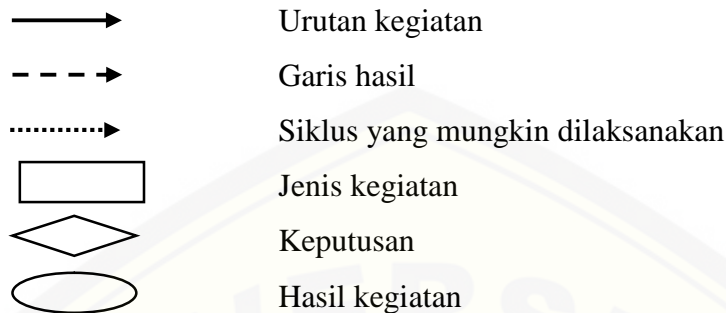 Urutan kegiatan
Garis hasil
Siklus yang mungkin dilaksanakan
Jenis kegiatan
Keputusan
Hasil kegiatan